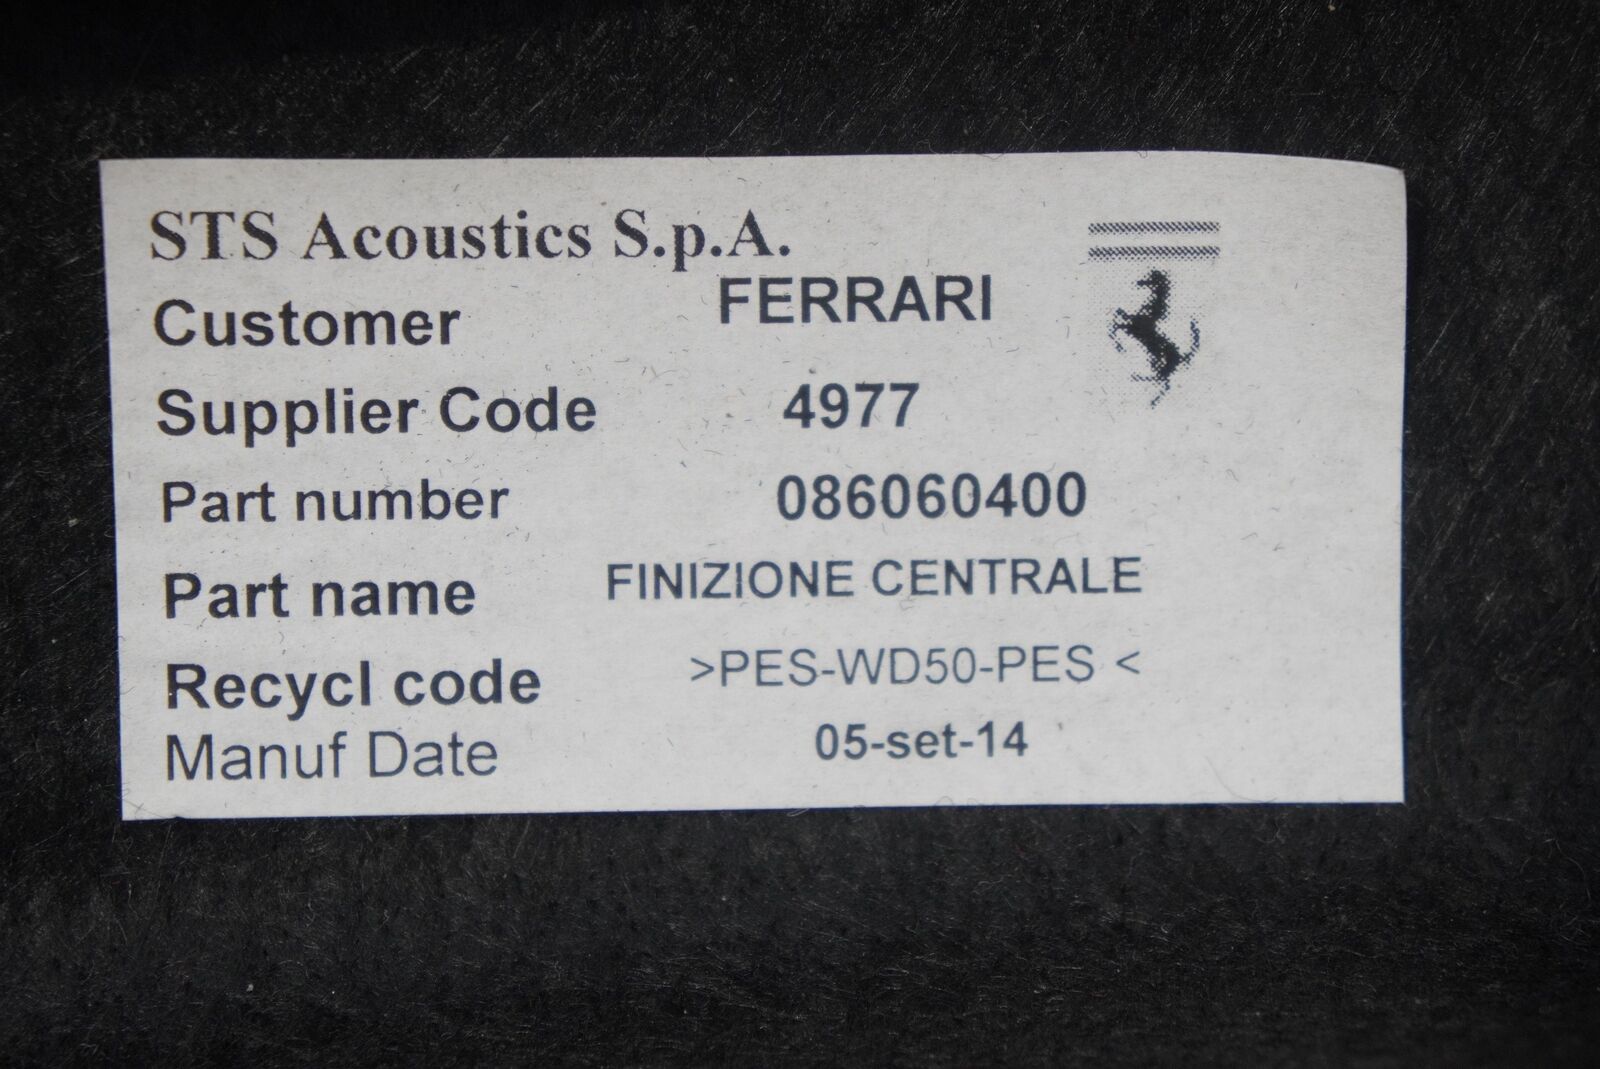 STS Acoustics S.p.A.
Customer FERRARI
Supplier Code 4977
Part number 086060400
Part name FINIZIONE CENTRALE
Recycl code >PES-WD50-PES <
Manuf Date 05-set-14